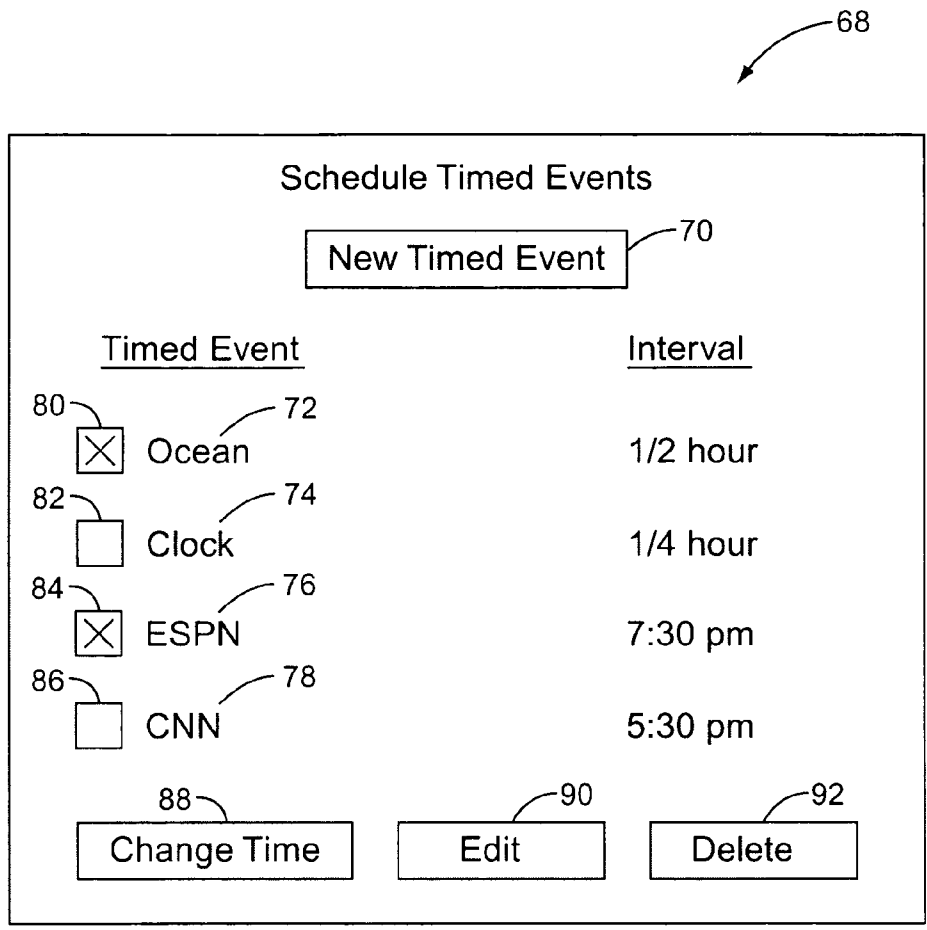 68
Schedule Timed Events
New Timed Event 70
Timed Event Interval
80 72
Ocean 1/2 hour
82 74
Clock 1/4 hour
84 76
ESPN 7:30 pm
86 78
CNN 5:30 pm
88 90 92
Change Time Edit Delete